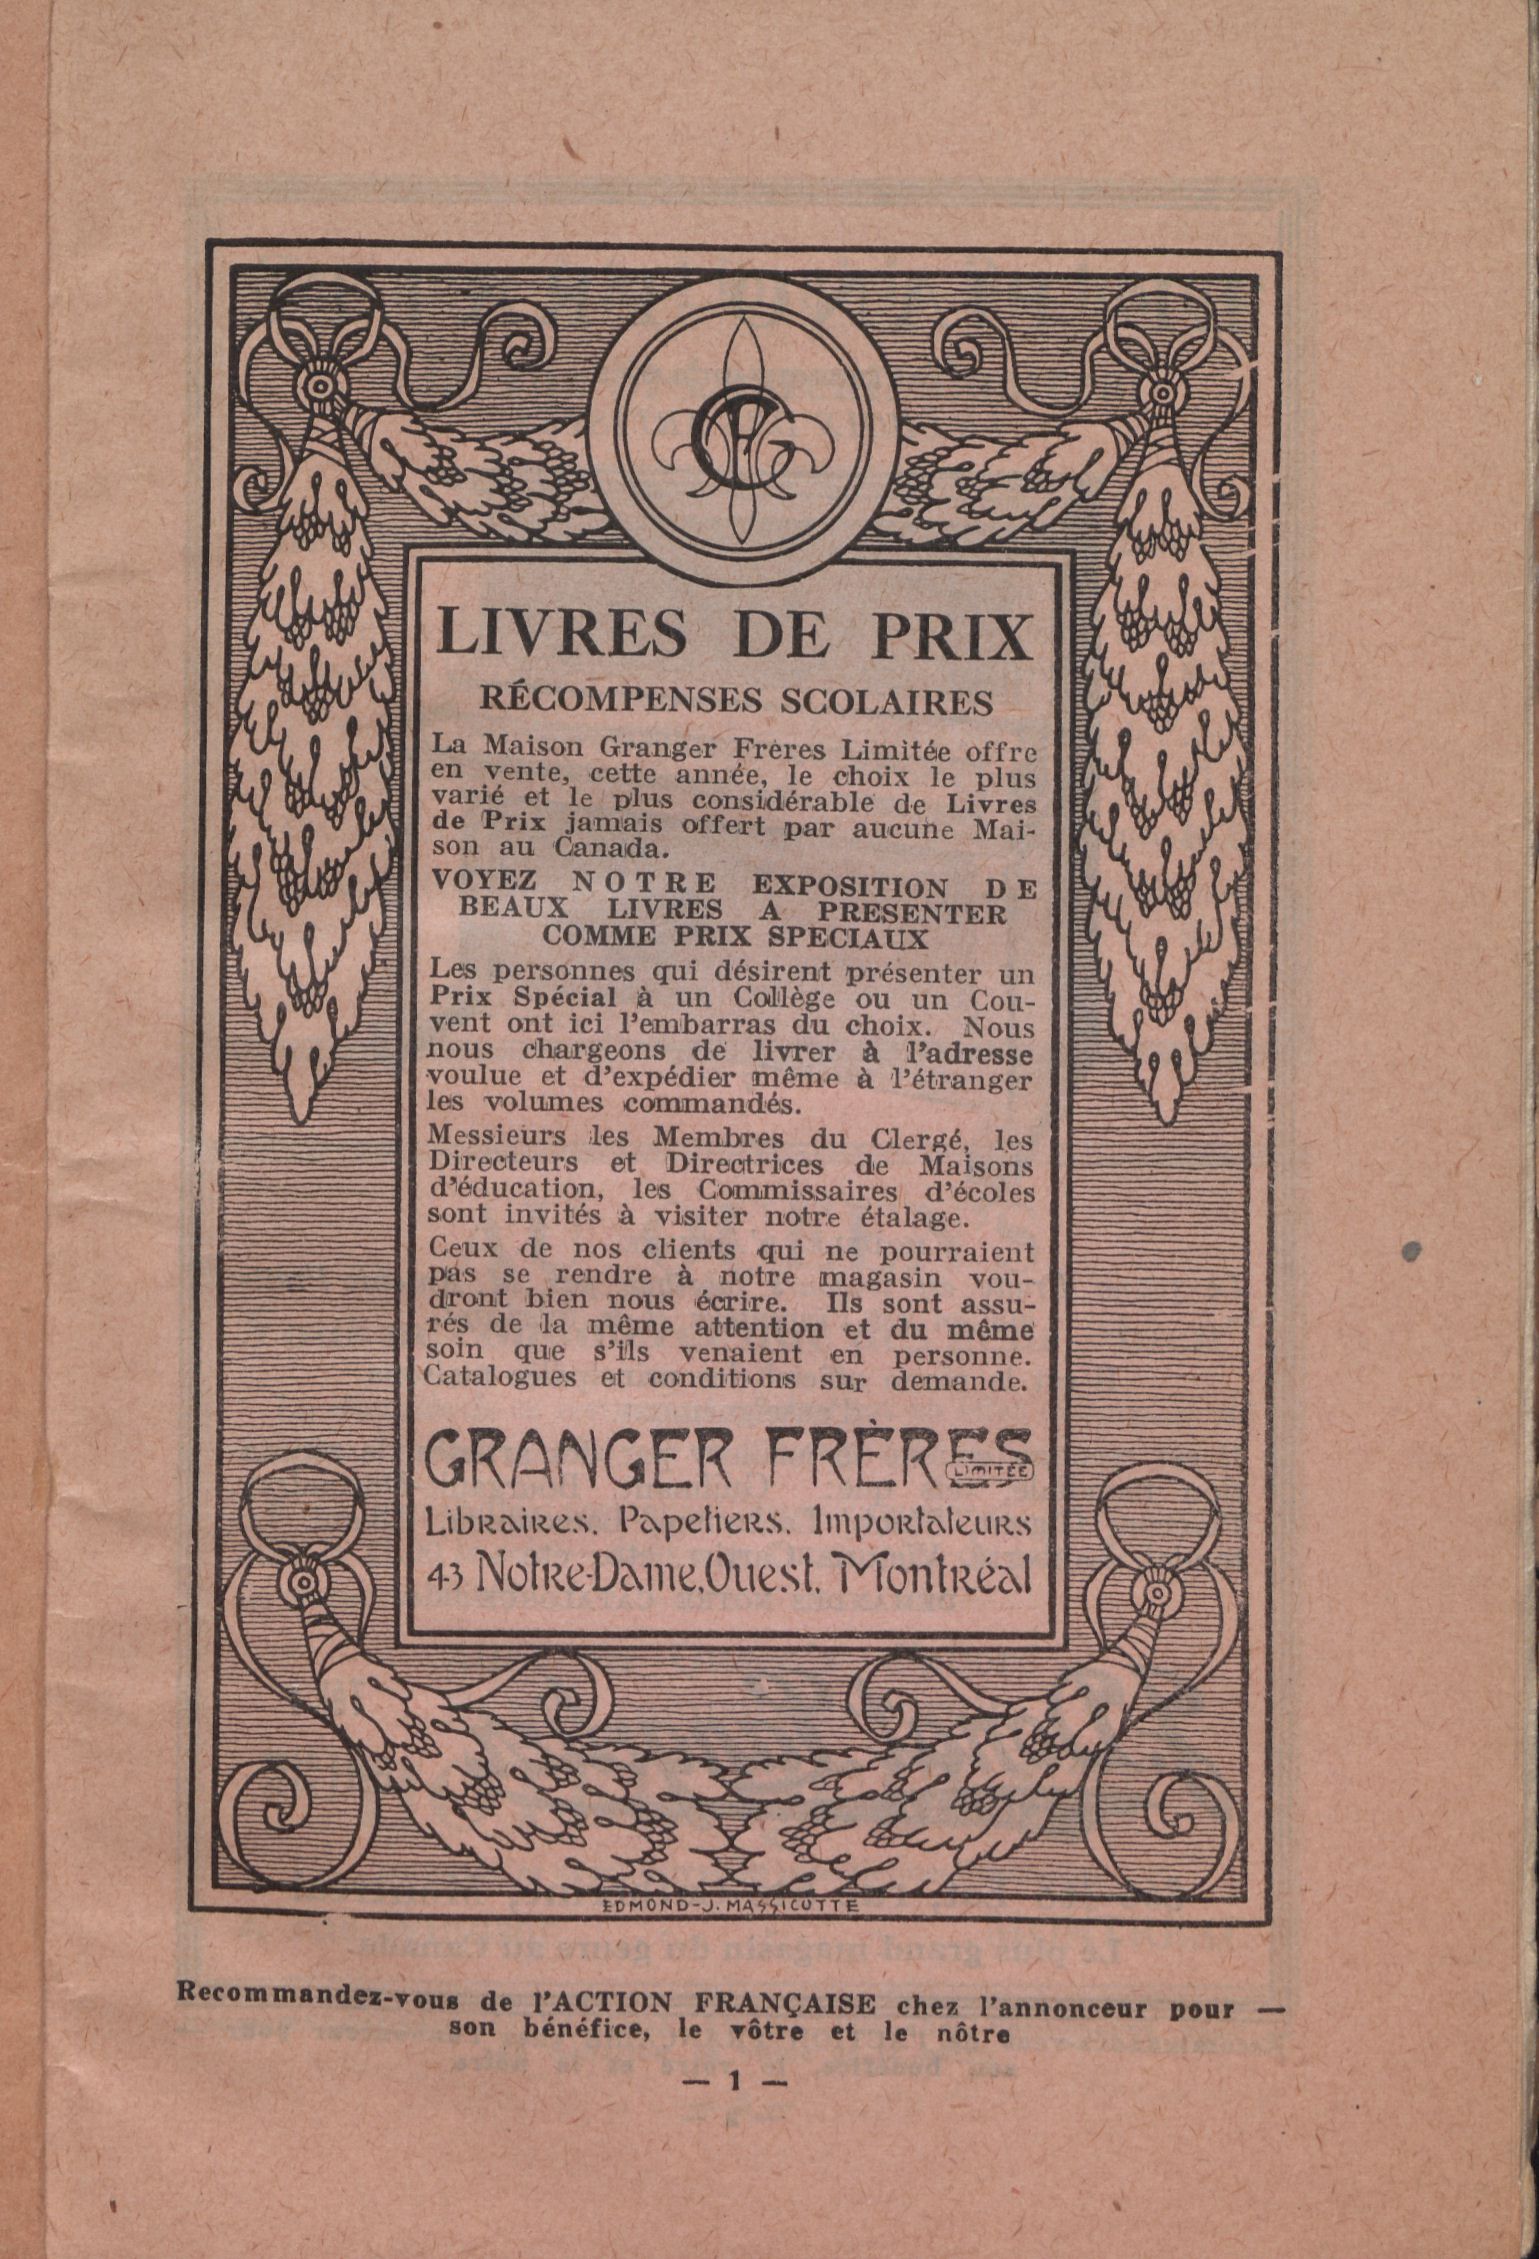 LIVRES DE PRIX
RÉCOMPENSES SCOLAIRES
La Maison Granger Frères Limitée offre
en vente, cette année, le choix le plus
varié et le plus considérable de Livres
de Prix jamais offert par aucune Mai-
son au Canada.
VOYEZ NOTRE EXPOSITION DE
BEAUX LIVRES A PRESENTER
COMME PRIX SPECIAUX
Les personnes qui désirent présenter un
Prix Spécial à un Collège ou un Cou-
vent ont ici l'embarras du choix. Nous
nous chargeons de livrer à l'adresse
voulue et d'expédier même à l'étranger
les volumes commandés.
Messieurs les Membres du Clergé, les
Directeurs et Directrices de Maisons
d'éducation, les Commissaires d'écoles
sont invités à visiter notre étalage.
Ceux de nos clients qui ne pourraient
pas se rendre à notre magasin vou-
dront bien nous écrire. Ils sont assu-
rés de la même attention et du même
soin que s'ils venaient en personne.
Catalogues et conditions sur demande.
GRANGER FRÈRES
LIMITÉE
Libraires. Papetiers. Importateurs
43 Notre-Dame, Ouest. Montréal
EDMOND-J. MASSICOTTE
Recommandez-vous de l'ACTION FRANÇAISE chez l'annonceur pour —
son bénéfice, le vôtre et le nôtre
— 1 —